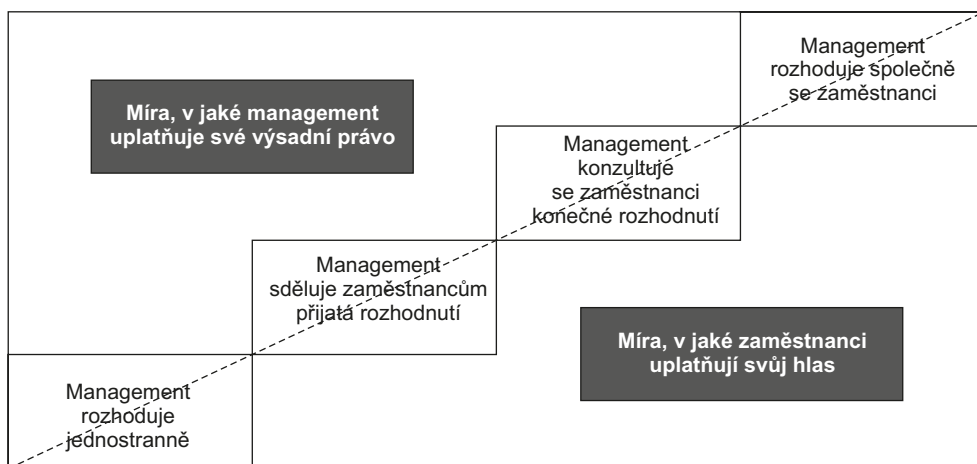 Management
rozhoduje společně
se zaměstnanci
Míra, v jaké management
uplatňuje své výsadní právo
Management
konzultuje
se zaměstnanci
konečné rozhodnutí
Management
sděluje zaměstnancům
přijatá rozhodnutí
Míra, v jaké zaměstnanci
uplatňují svůj hlas
Management
rozhoduje
jednostranně